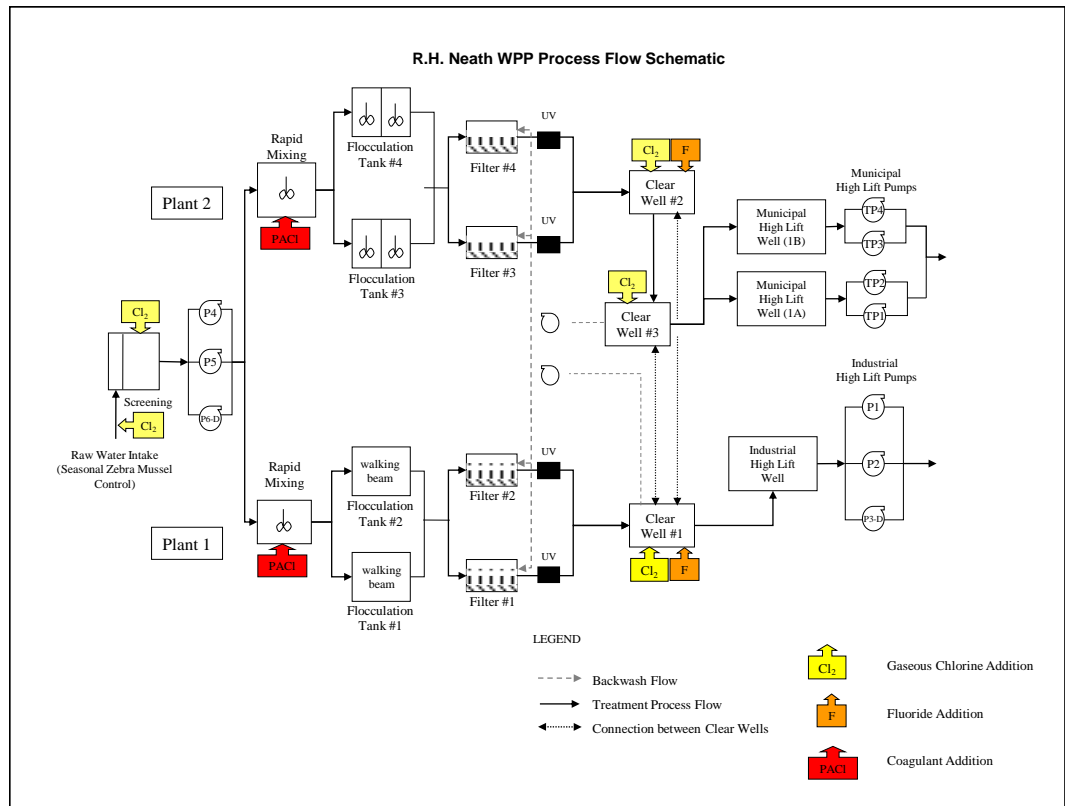 R.H. Neath WPP Process Flow Schematic
Plant 2
Rapid
Mixing
PACl
Flocculation
Tank #4
Flocculation
Tank #3
Filter #4
Filter #3
UV
UV
Cl2
F
Clear
Well #2
Cl2
Clear
Well #3
Municipal
High Lift
Well (1B)
Municipal
High Lift
Well (1A)
Municipal
High Lift Pumps
TP4
TP3
TP2
TP1
Cl2
Screening
Cl2
Raw Water Intake
(Seasonal Zebra Mussel
Control)
P4
P5
P6-D
Plant 1
Rapid
Mixing
PACl
walking
beam
Flocculation
Tank #2
walking
beam
Flocculation
Tank #1
Filter #2
Filter #1
UV
UV
Clear
Well #1
Cl2
F
Industrial
High Lift
Well
Industrial
High Lift Pumps
P1
P2
P3-D
LEGEND
Backwash Flow
Treatment Process Flow
Connection between Clear Wells
Cl2
Gaseous Chlorine Addition
F
Fluoride Addition
PACl
Coagulant Addition